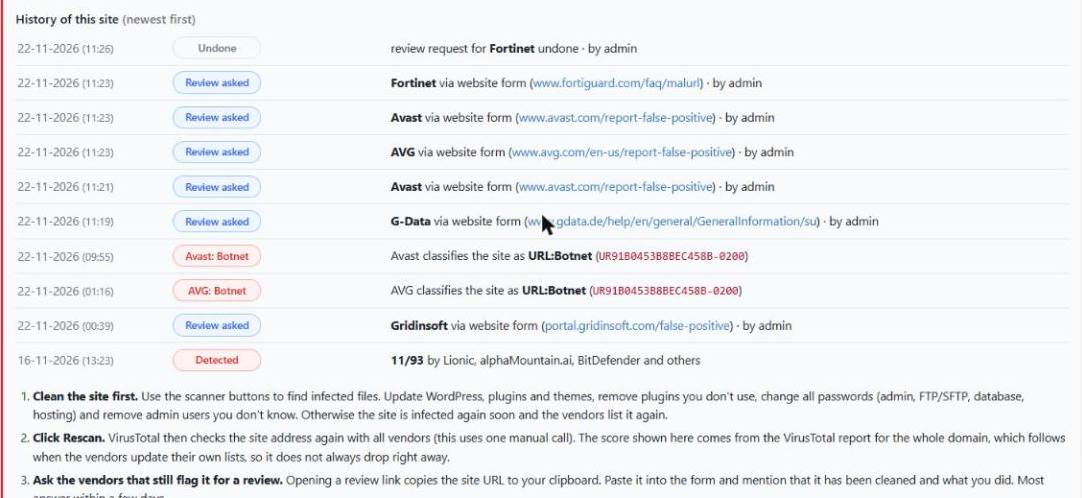 History of this site (newest first)
22-11-2026 (11:26) Undone review request for Fortinet undone · by admin
22-11-2026 (11:23) Review asked Fortinet via website form (www.fortiguard.com/faq/malurl) · by admin
22-11-2026 (11:23) Review asked Avast via website form (www.avast.com/report-false-positive) · by admin
22-11-2026 (11:23) Review asked AVG via website form (www.avg.com/en-us/report-false-positive) · by admin
22-11-2026 (11:21) Review asked Avast via website form (www.avast.com/report-false-positive) · by admin
22-11-2026 (11:19) Review asked G-Data via website form (gdata.de/help/en/general/GeneralInformation/su) · by admin
22-11-2026 (09:55) Avast: Botnet Avast classifies the site as URL:Botnet (UR91B0453B8BEC458B-0200)
22-11-2026 (01:16) AVG: Botnet AVG classifies the site as URL:Botnet (UR91B0453B8BEC458B-0200)
22-11-2026 (00:39) Review asked Gridinsoft via website form (portal.gridinsoft.com/false-positive) · by admin
16-11-2026 (13:23) Detected 11/93 by Lionic, alphaMountain.ai, BitDefender and others
1. Clean the site first. Use the scanner buttons to find infected files. Update WordPress, plugins and themes, remove plugins you don't use, change all passwords (admin, FTP/SFTP, database,
hosting) and remove admin users you don't know. Otherwise the site is infected again soon and the vendors list it again.
2. Click Rescan. VirusTotal then checks the site address again with all vendors (this uses one manual call). The score shown here comes from the VirusTotal report for the whole domain, which follows
when the vendors update their own lists, so it does not always drop right away.
3. Ask the vendors that still flag it for a review. Opening a review link copies the site URL to your clipboard. Paste it into the form and mention that it has been cleaned and what you did. Most
answer within a few days.